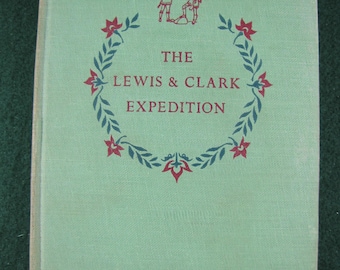 THE
LEWIS & CLARK
EXPEDITION